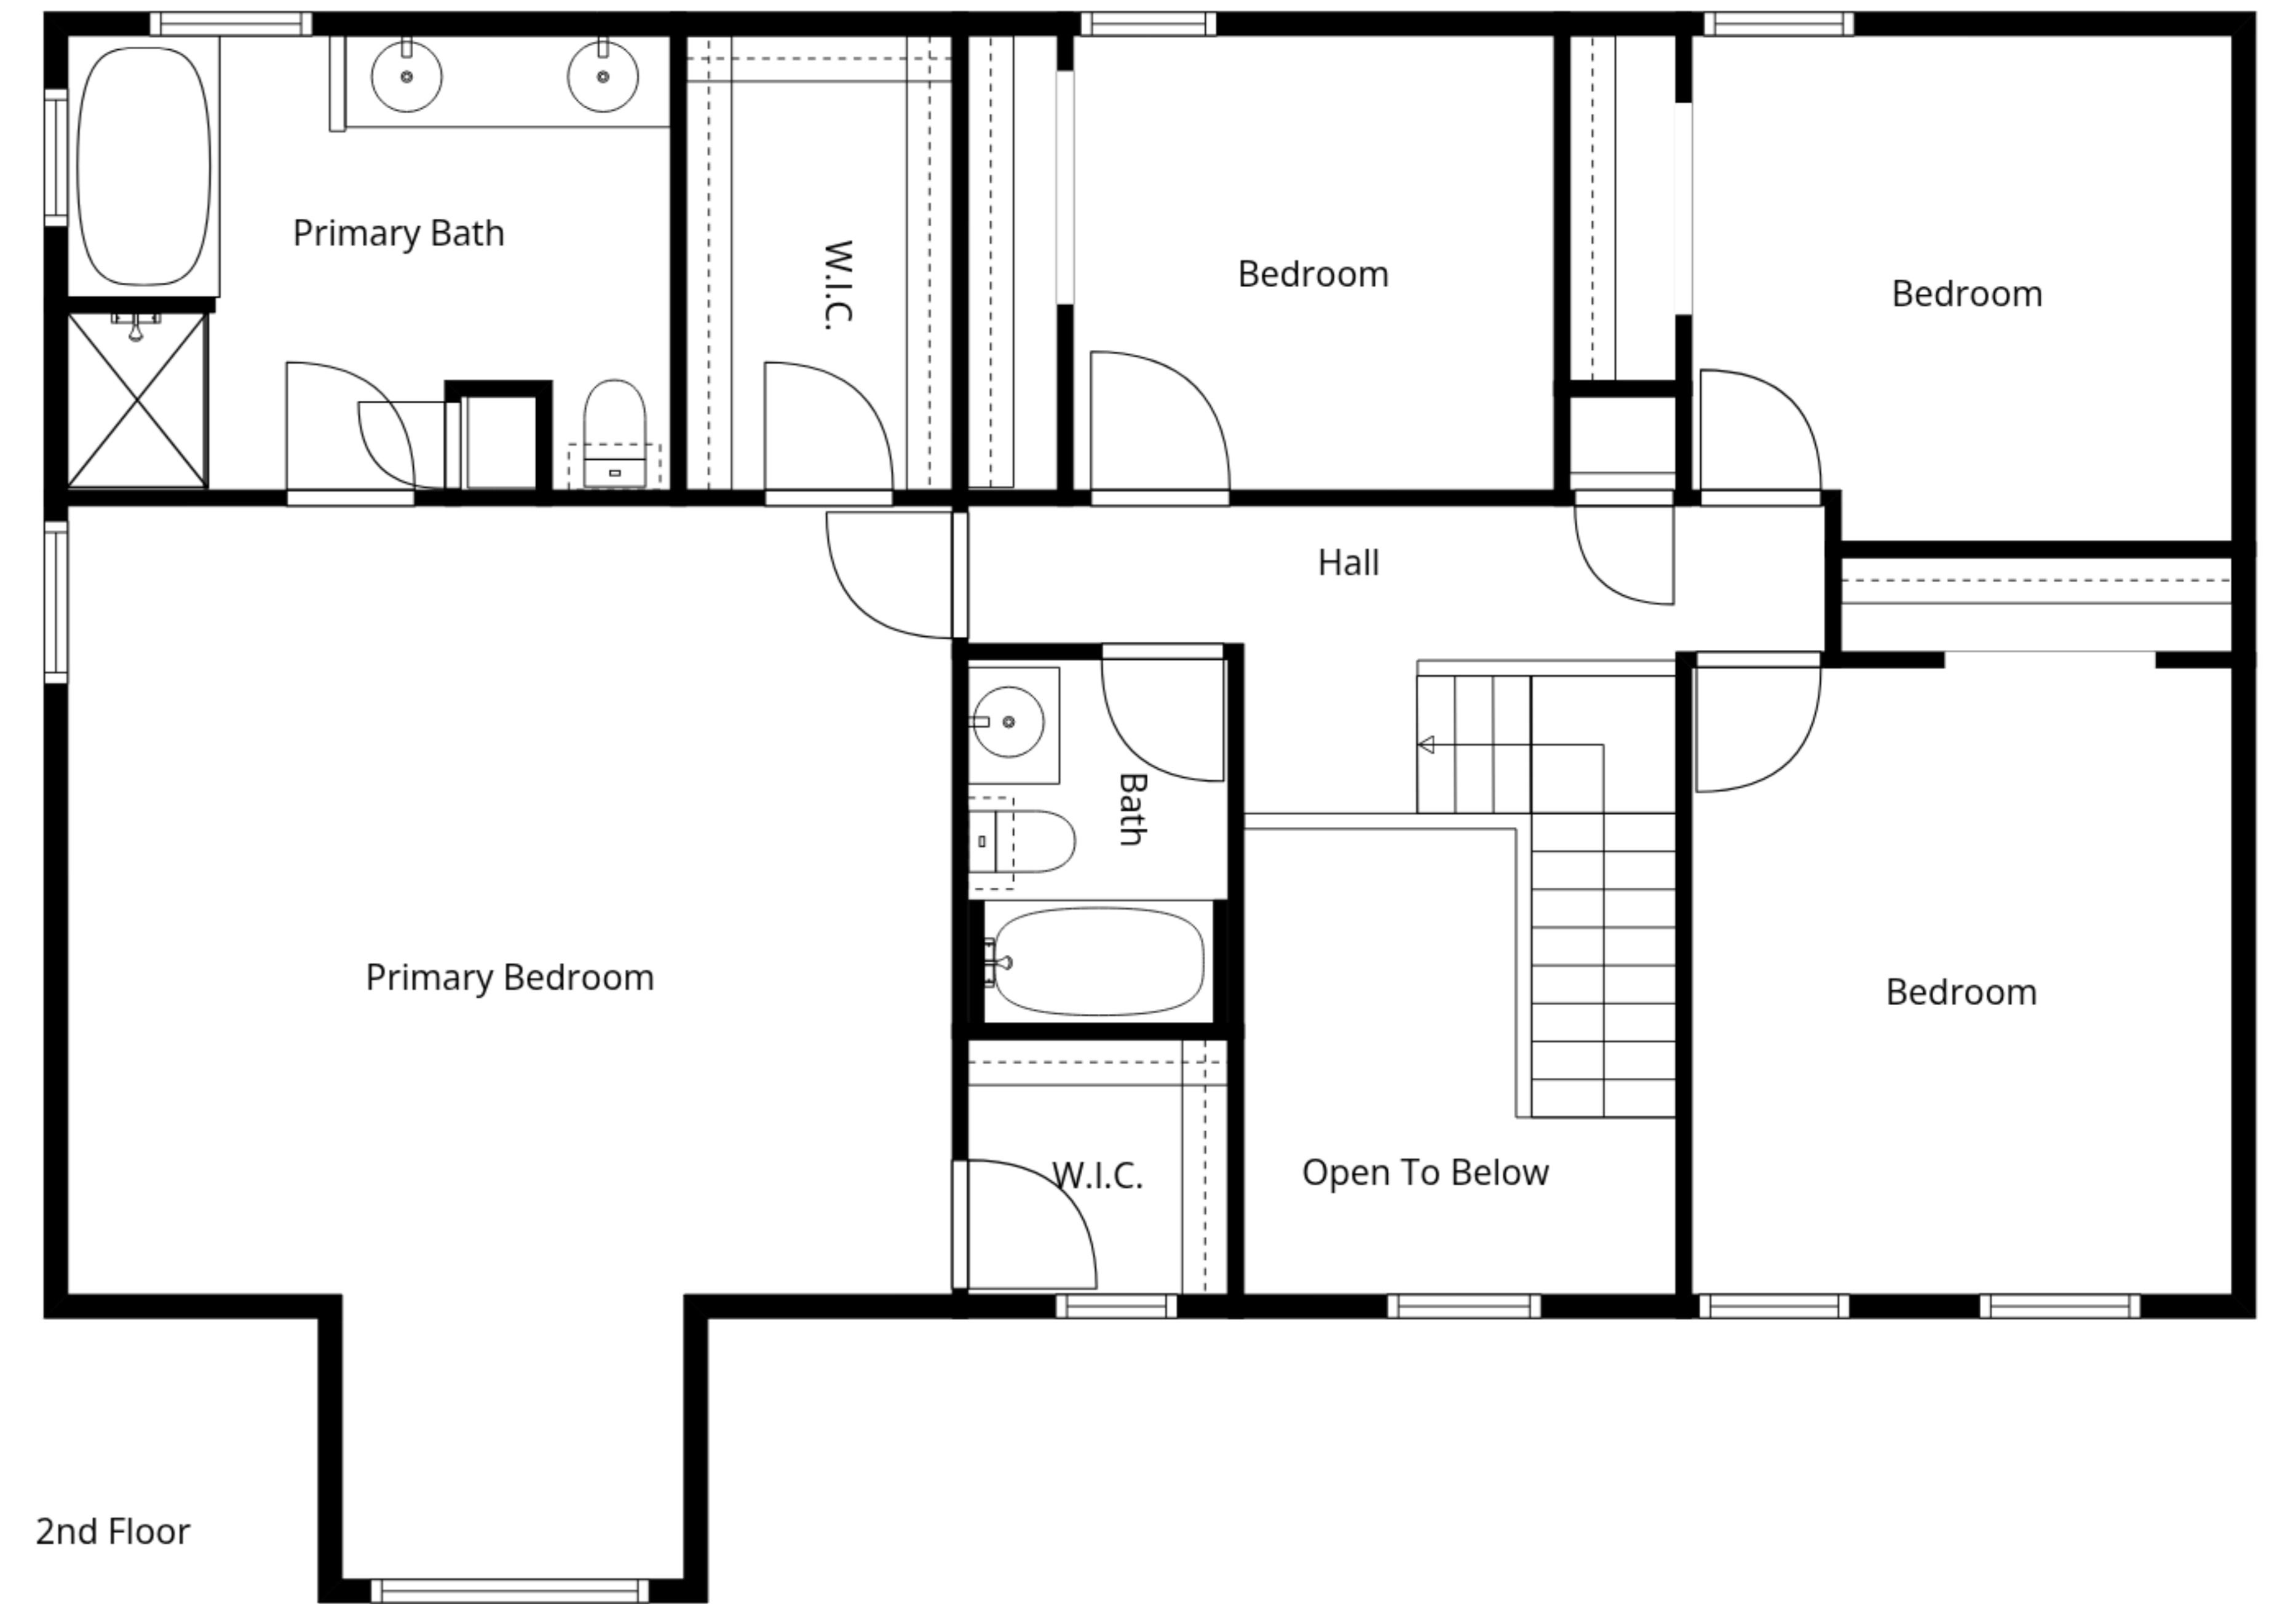 Primary Bath
W.I.C.
Bedroom
Bedroom
Hall
Bath
Primary Bedroom
Bedroom
W.I.C.
Open To Below
2nd Floor